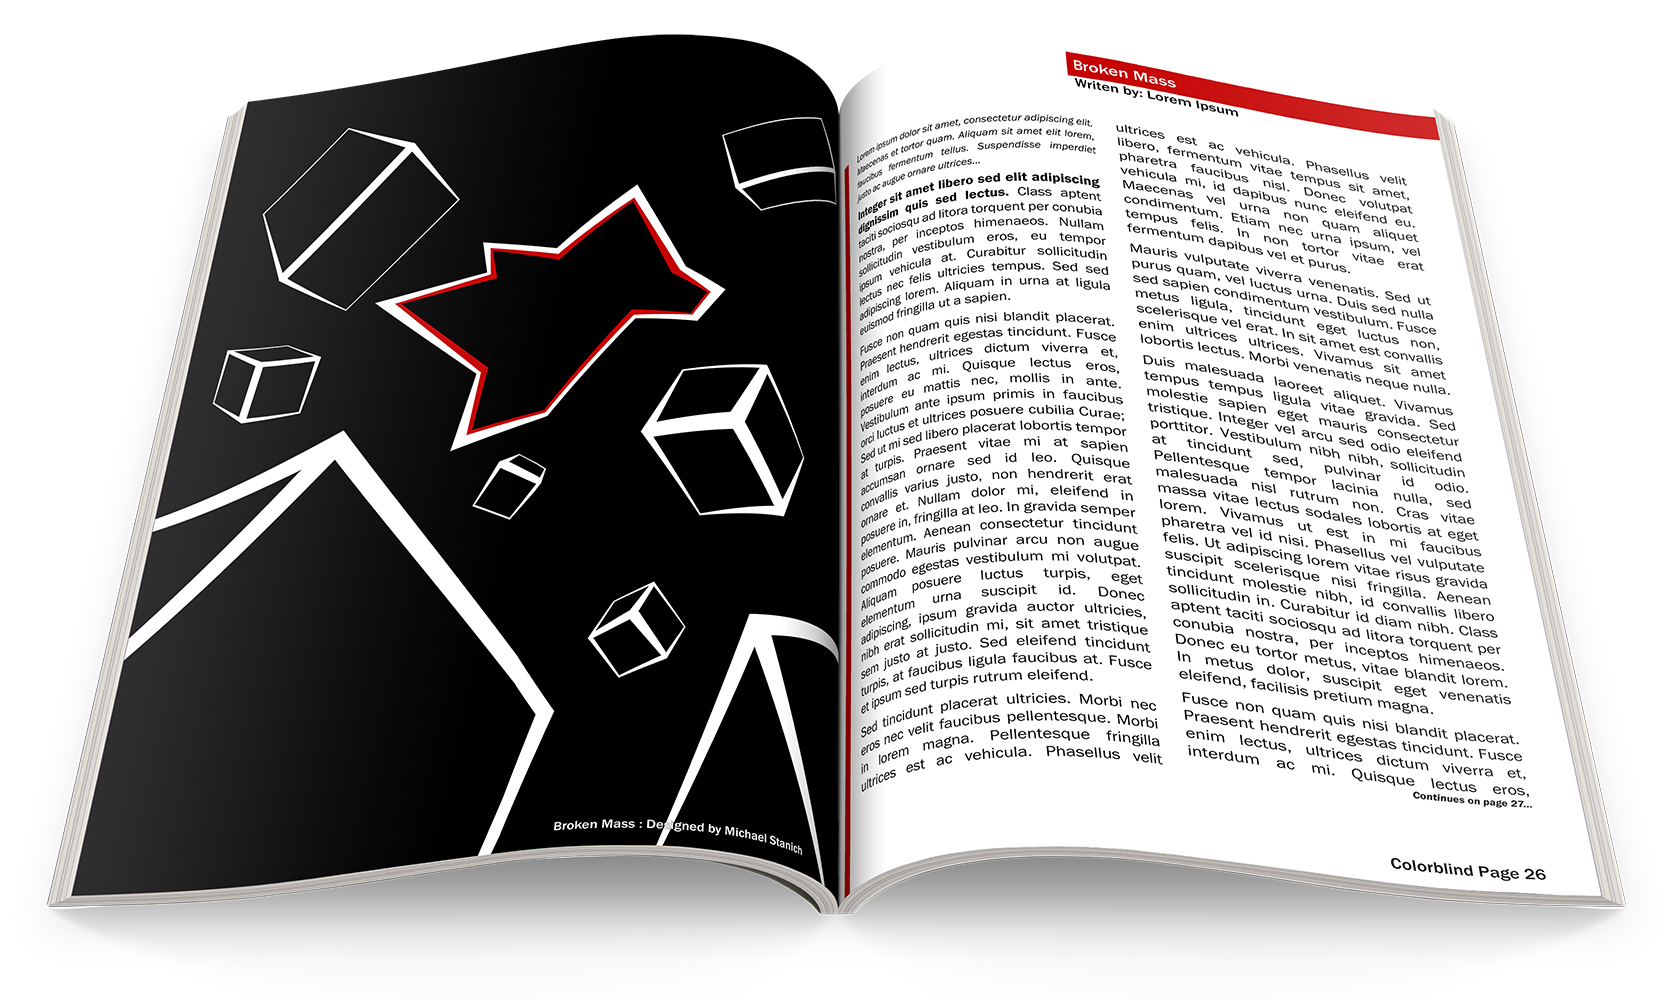 Broken Mass : Designed by Michael Stanich
Broken Mass
Writen by: Lorem Ipsum
Lorem ipsum dolor sit amet, consectetur adipiscing elit.
Maecenas et tortor quam. Aliquam sit amet elit lorem,
faucibus fermentum tellus. Suspendisse imperdiet
justo ac augue ornare ultrices...
Integer sit amet libero sed elit adipiscing
dignissim quis sed lectus. Class aptent
taciti sociosqu ad litora torquent per conubia
nostra, per inceptos himenaeos. Nullam
sollicitudin vestibulum eros, eu tempor
ipsum vehicula at. Curabitur sollicitudin
lectus nec felis ultricies tempus. Sed sed
adipiscing lorem. Aliquam in urna at ligula
euismod fringilla ut a sapien.
Fusce non quam quis nisi blandit placerat.
Praesent hendrerit egestas tincidunt. Fusce
enim lectus, ultrices dictum viverra et,
interdum ac mi. Quisque lectus eros,
posuere eu mattis nec, mollis in ante.
Vestibulum ante ipsum primis in faucibus
orci luctus et ultrices posuere cubilia Curae;
Sed ut mi sed libero placerat lobortis tempor
at turpis. Praesent vitae mi at sapien
accumsan ornare sed id leo. Quisque
convallis varius justo, non hendrerit erat
ornare et. Nullam dolor mi, eleifend in
posuere in, fringilla at leo. In gravida semper
elementum. Aenean consectetur tincidunt
posuere. Mauris pulvinar arcu non augue
commodo egestas vestibulum mi volutpat.
Aliquam posuere luctus turpis, eget
elementum urna suscipit id. Donec
adipiscing, ipsum gravida auctor ultricies,
nibh erat sollicitudin mi, sit amet tristique
sem justo at justo. Sed eleifend tincidunt
turpis, at faucibus ligula faucibus at. Fusce
et ipsum sed turpis rutrum eleifend.
Sed tincidunt placerat ultricies. Morbi nec
eros nec velit faucibus pellentesque. Morbi
in lorem magna. Pellentesque fringilla
ultrices est ac vehicula. Phasellus velit
ultrices est ac vehicula. Phasellus velit
libero, fermentum vitae tempus sit amet,
pharetra faucibus nisl. Donec volutpat
vehicula mi, id dapibus nunc eleifend eu.
Maecenas vel urna non quam aliquet
condimentum. Etiam nec urna ipsum, vel
tempus felis. In non tortor vitae erat
fermentum dapibus vel et purus.
Mauris vulputate viverra venenatis. Sed ut
purus quam, vel luctus urna. Duis sed nulla
sed sapien condimentum vestibulum. Fusce
metus ligula, tincidunt eget luctus non,
scelerisque vel erat. In sit amet est convallis
enim ultrices ultrices. Vivamus sit amet
lobortis lectus. Morbi venenatis neque nulla.
Duis malesuada laoreet aliquet. Vivamus
tempus tempus ligula vitae gravida. Sed
molestie sapien eget mauris consectetur
tristique. Integer vel arcu sed odio eleifend
porttitor. Vestibulum nibh nibh, sollicitudin
at tincidunt sed, pulvinar id odio.
Pellentesque tempor lacinia nulla, sed
malesuada nisl rutrum non. Cras vitae
massa vitae lectus sodales lobortis at eget
lorem. Vivamus ut est in mi faucibus
pharetra vel id nisi. Phasellus vel vulputate
felis. Ut adipiscing lorem vitae risus gravida
suscipit scelerisque nisi fringilla. Aenean
tincidunt molestie nibh, id convallis libero
sollicitudin in. Curabitur id diam nibh. Class
aptent taciti sociosqu ad litora torquent per
conubia nostra, per inceptos himenaeos.
Donec eu tortor metus, vitae blandit lorem.
In metus dolor, suscipit eget venenatis
eleifend, facilisis pretium magna.
Fusce non quam quis nisi blandit placerat.
Praesent hendrerit egestas tincidunt. Fusce
enim lectus, ultrices dictum viverra et,
interdum ac mi. Quisque lectus eros,
Continues on page 27...
Colorblind Page 26